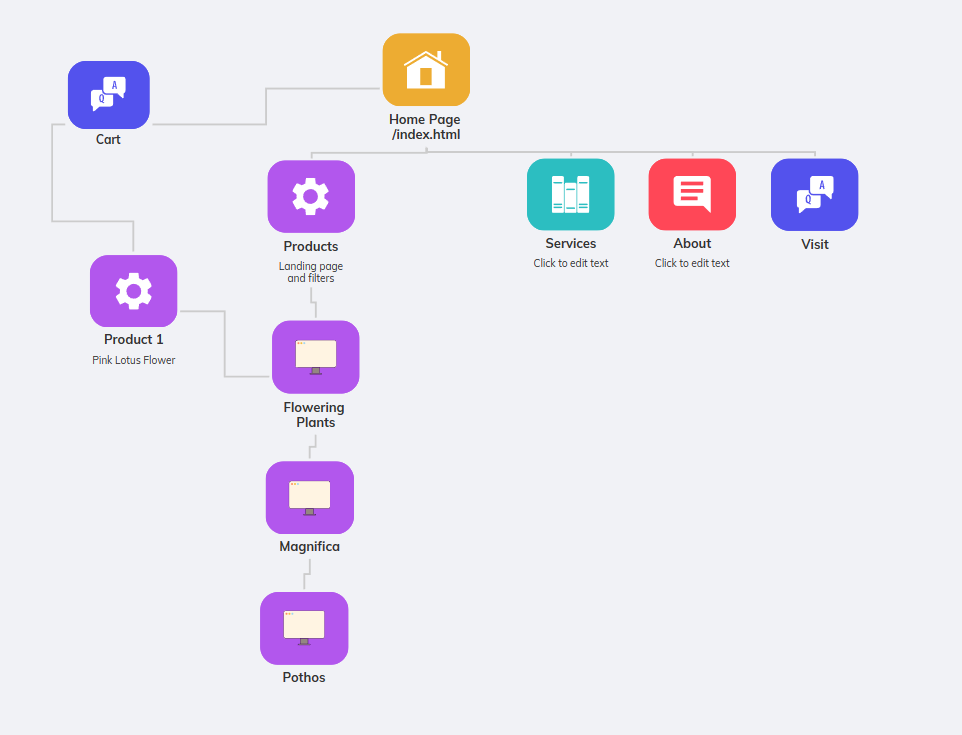 A
Q
Cart
Home Page
/index.html
Products
Landing page
and filters
Services
Click to edit text
About
Click to edit text
A
Q
Visit
Product 1
Pink Lotus Flower
Flowering
Plants
Magnifica
Pothos